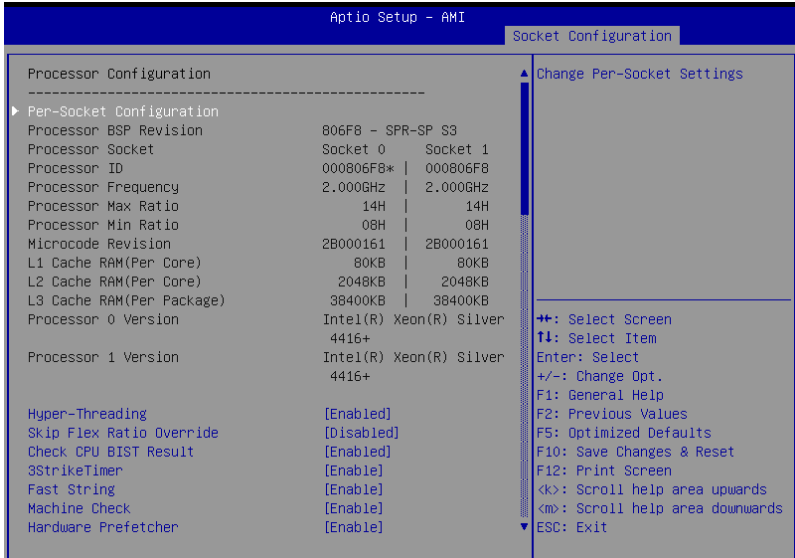 Aptio Setup – AMI
Socket Configuration
Processor Configuration
--------------------------------------------------
Per-Socket Configuration
Processor BSP Revision 806F8 - SPR-SP S3
Processor Socket Socket 0 Socket 1
Processor ID 000806F8* | 000806F8
Processor Frequency 2.000GHz | 2.000GHz
Processor Max Ratio 14H | 14H
Processor Min Ratio 08H | 08H
Microcode Revision 2B000161 | 2B000161
L1 Cache RAM(Per Core) 80KB | 80KB
L2 Cache RAM(Per Core) 2048KB | 2048KB
L3 Cache RAM(Per Package) 38400KB | 38400KB
Processor 0 Version Intel(R) Xeon(R) Silver
4416+
Processor 1 Version Intel(R) Xeon(R) Silver
4416+
Hyper-Threading [Enabled]
Skip Flex Ratio Override [Disabled]
Check CPU BIST Result [Enabled]
3StrikeTimer [Enable]
Fast String [Enable]
Machine Check [Enable]
Hardware Prefetcher [Enable]
Change Per-Socket Settings
→←: Select Screen
↑↓: Select Item
Enter: Select
+/-: Change Opt.
F1: General Help
F2: Previous Values
F5: Optimized Defaults
F10: Save Changes & Reset
F12: Print Screen
<k>: Scroll help area upwards
<m>: Scroll help area downwards
ESC: Exit